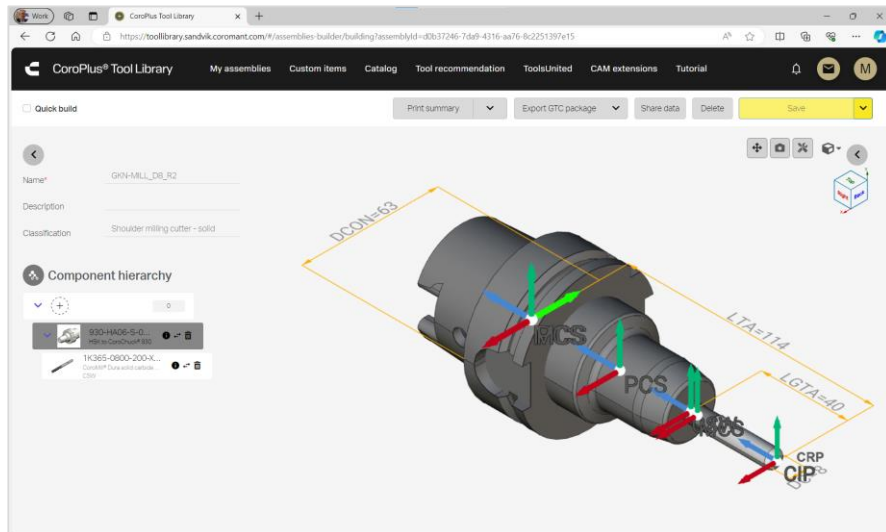 Work
CoroPlus Tool Library
https://toollibrary.sandvik.coromant.com/#/assemblies-builder/building?assemblyId=d0b37246-7da9-4316-aa76-8c2251397e15
CoroPlus® Tool Library
My assemblies
Custom items
Catalog
Tool recommendation
ToolsUnited
CAM extensions
Tutorial
M
Quick build
Print summary
Export GTC package
Share data
Delete
Save
Name*
GKN-MILL_D8_R2
Description
Classification
Shoulder milling cutter - solid
Component hierarchy
0
930-HA06-S-0...
HSK to CoroChuck® 930
1K365-0800-200-X...
CoroMill® Dura solid carbide...
DCON=63
LTA=114
LGTA=40
MCS
PCS
CRP
CIP